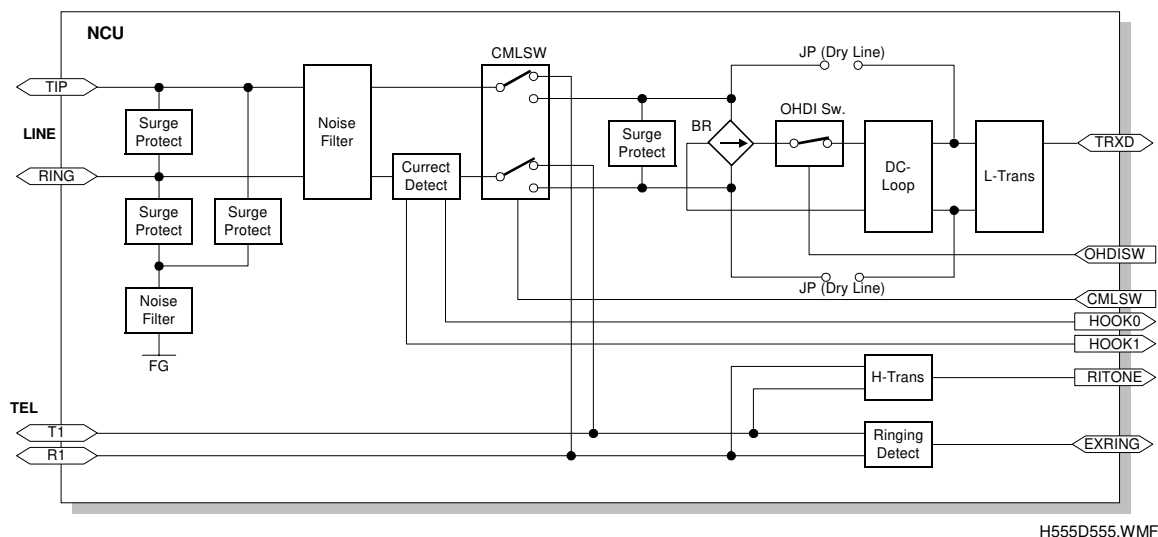 NCU
CMLSW
JP (Dry Line)
TIP
Surge
Protect
Noise
Filter
Surge
Protect
BR
OHDI Sw.
DC-
Loop
L-Trans
TRXD
LINE
RING
Currect
Detect
Surge
Protect
Surge
Protect
OHDISW
JP (Dry Line)
CMLSW
Noise
Filter
HOOK0
HOOK1
FG
H-Trans
RITONE
TEL
T1
R1
Ringing
Detect
EXRING
H555D555.WMF